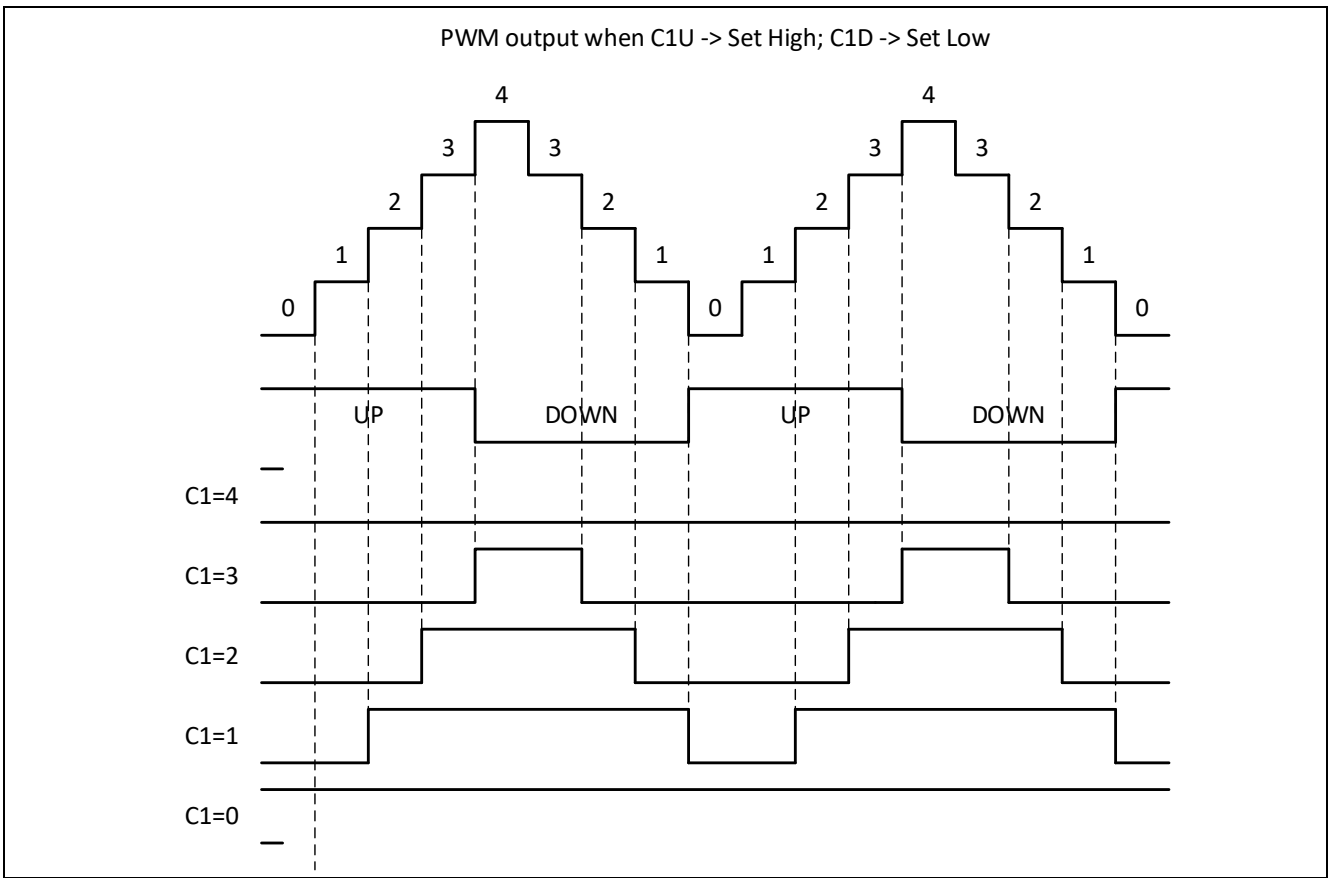 PWM output when C1U -> Set High; C1D -> Set Low
4 4
3 3 3 3
2 2 2 2
1 1 1 1
0 0 0
UP DOWN UP DOWN
C1=4
C1=3
C1=2
C1=1
C1=0